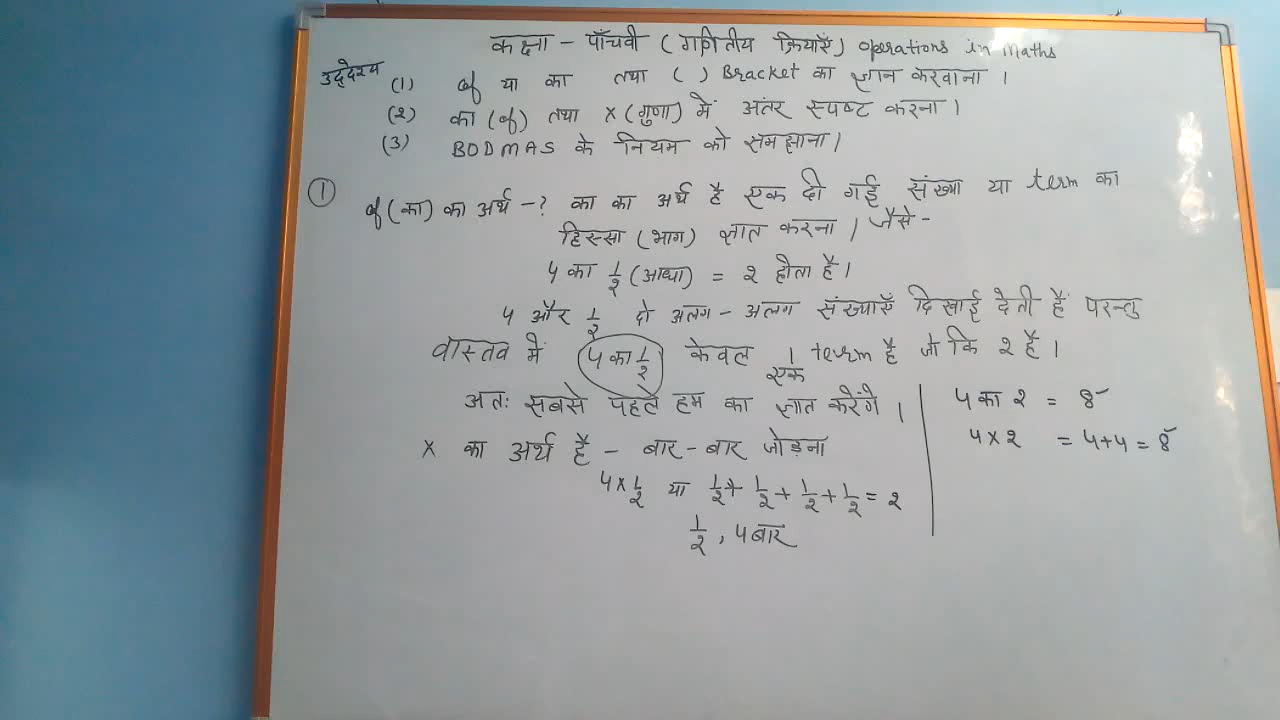 कक्षा - पाँचवी (गणितीय क्रियाएँ) operations in Maths
उद्देश्य
(1) of या का तथा ( ) Bracket का ज्ञान करवाना।
(2) का (of) तथा × (गुणा) में अंतर स्पष्ट करना।
(3) BODMAS के नियम को समझाना।
① of (का) का अर्थ -? का का अर्थ है एक दी गई संख्या या term का
हिस्सा (भाग) ज्ञात करना। जैसे -
4 का 1/2 (आधा) = 2 होता है।
4 और 1/2 दो अलग-अलग संख्याएँ दिखाई देती हैं परन्तु
वास्तव में 4 का 1/2 केवल 1 term है जो कि 2 है।
एक
अतः सबसे पहले हम का ज्ञात करेंगे।
× का अर्थ है - बार-बार जोड़ना
4 × 1/2 या 1/2 + 1/2 + 1/2 + 1/2 = 2
1/2, 4 बार
4 का 2 = 8
4 × 2 = 4 + 4 = 8